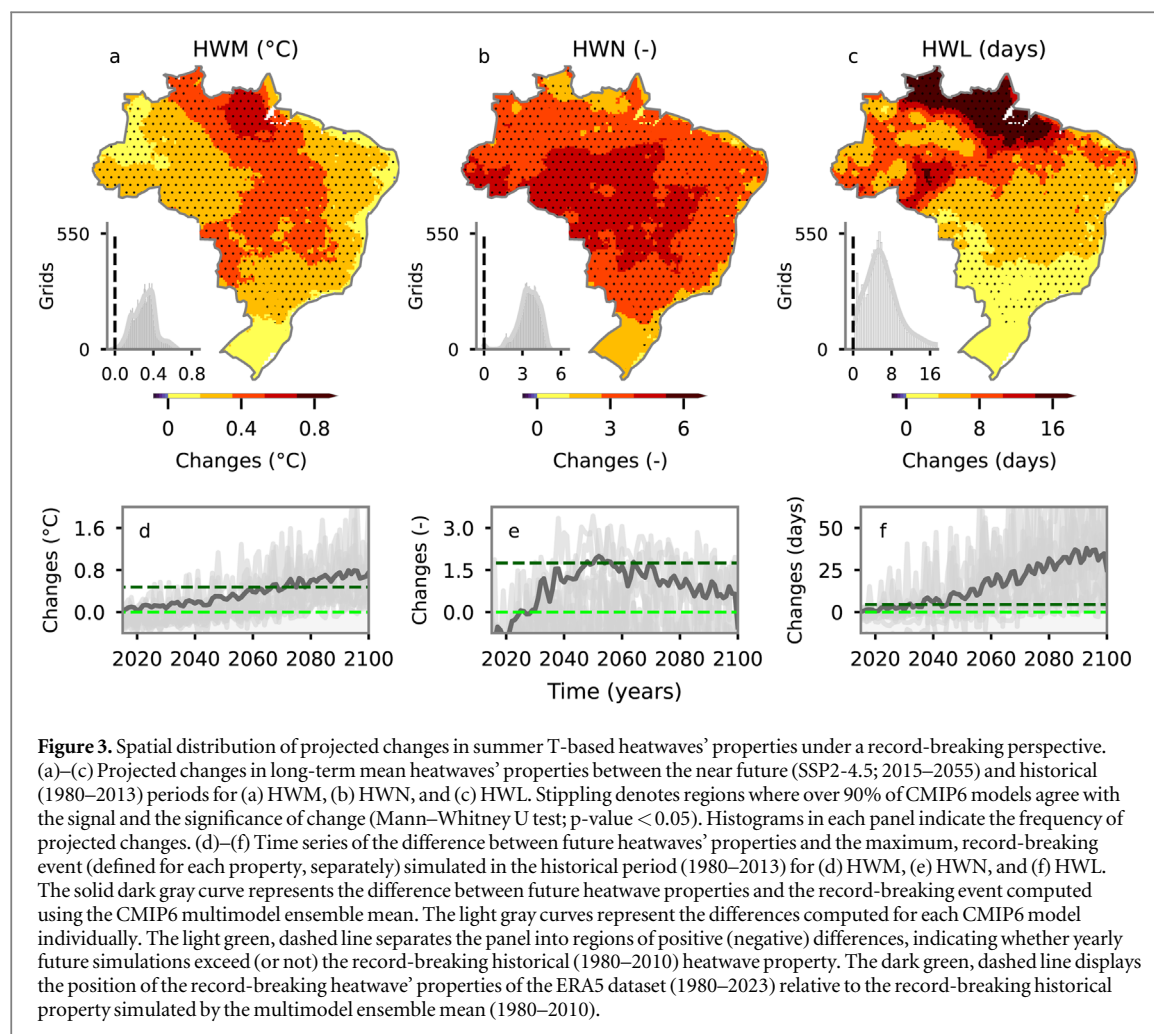 HWM (°C)
HWN (-)
HWL (days)
a
b
c
550
Grids
0
0.0 0.4 0.8
550
Grids
0
0 3 6
550
Grids
0
0 8 16
0 0.4 0.8
Changes (°C)
0 3 6
Changes (-)
0 8 16
Changes (days)
Changes (°C)
1.6
0.8
0.0
d
2020 2040 2060 2080 2100
Changes (-)
3.0
1.5
0.0
e
2020 2040 2060 2080 2100
Changes (days)
50
25
0
f
2020 2040 2060 2080 2100
Time (years)
Figure 3. Spatial distribution of projected changes in summer T-based heatwaves’ properties under a record-breaking perspective.
(a)–(c) Projected changes in long-term mean heatwaves’ properties between the near future (SSP2-4.5; 2015–2055) and historical
(1980–2013) periods for (a) HWM, (b) HWN, and (c) HWL. Stippling denotes regions where over 90% of CMIP6 models agree with
the signal and the significance of change (Mann–Whitney U test; p-value < 0.05). Histograms in each panel indicate the frequency of
projected changes. (d)–(f) Time series of the difference between future heatwaves’ properties and the maximum, record-breaking
event (defined for each property, separately) simulated in the historical period (1980–2013) for (d) HWM, (e) HWN, and (f) HWL.
The solid dark gray curve represents the difference between future heatwave properties and the record-breaking event computed
using the CMIP6 multimodel ensemble mean. The light gray curves represent the differences computed for each CMIP6 model
individually. The light green, dashed line separates the panel into regions of positive (negative) differences, indicating whether yearly
future simulations exceed (or not) the record-breaking historical (1980–2010) heatwave property. The dark green, dashed line displays
the position of the record-breaking heatwave’ properties of the ERA5 dataset (1980–2023) relative to the record-breaking historical
property simulated by the multimodel ensemble mean (1980–2010).